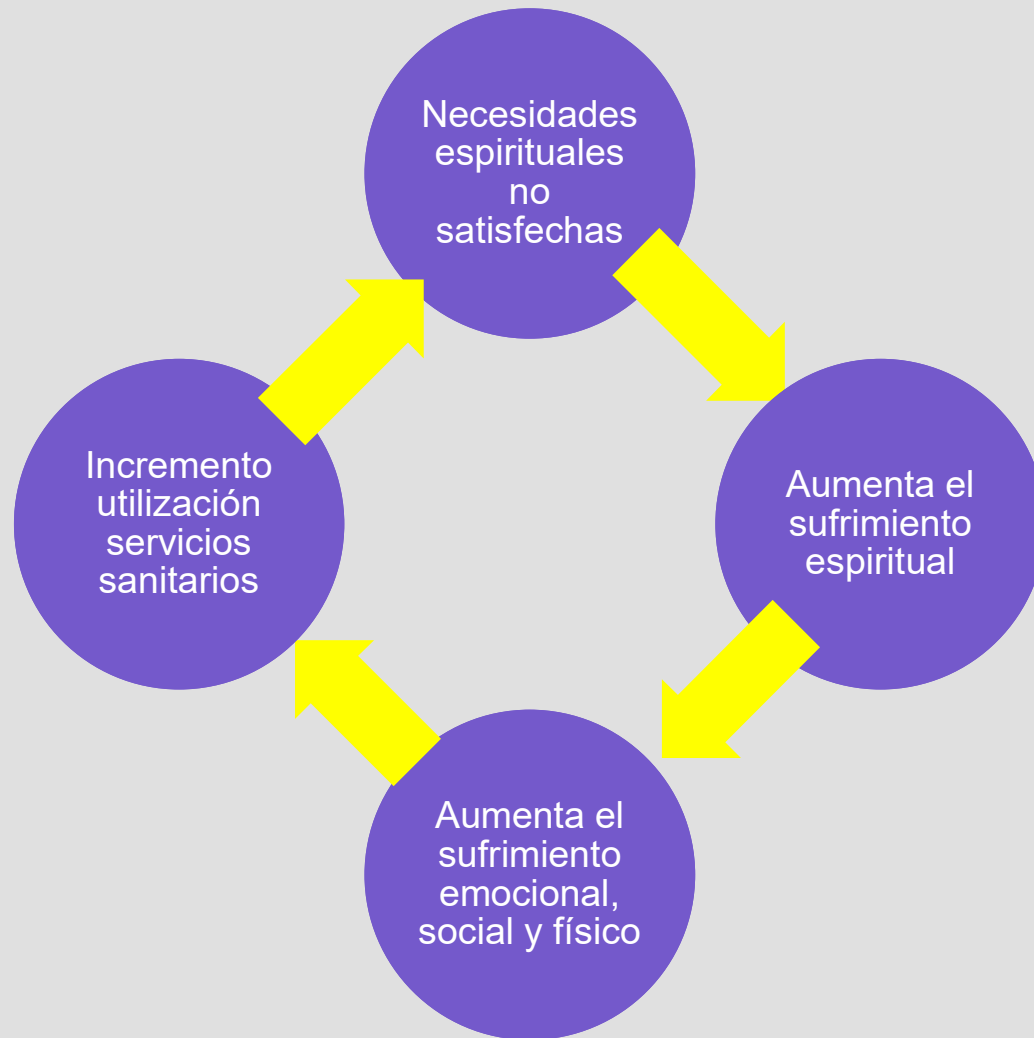 Necesidades
espirituales
no
satisfechas
Aumenta el
sufrimiento
espiritual
Aumenta el
sufrimiento
emocional,
social y físico
Incremento
utilización
servicios
sanitarios